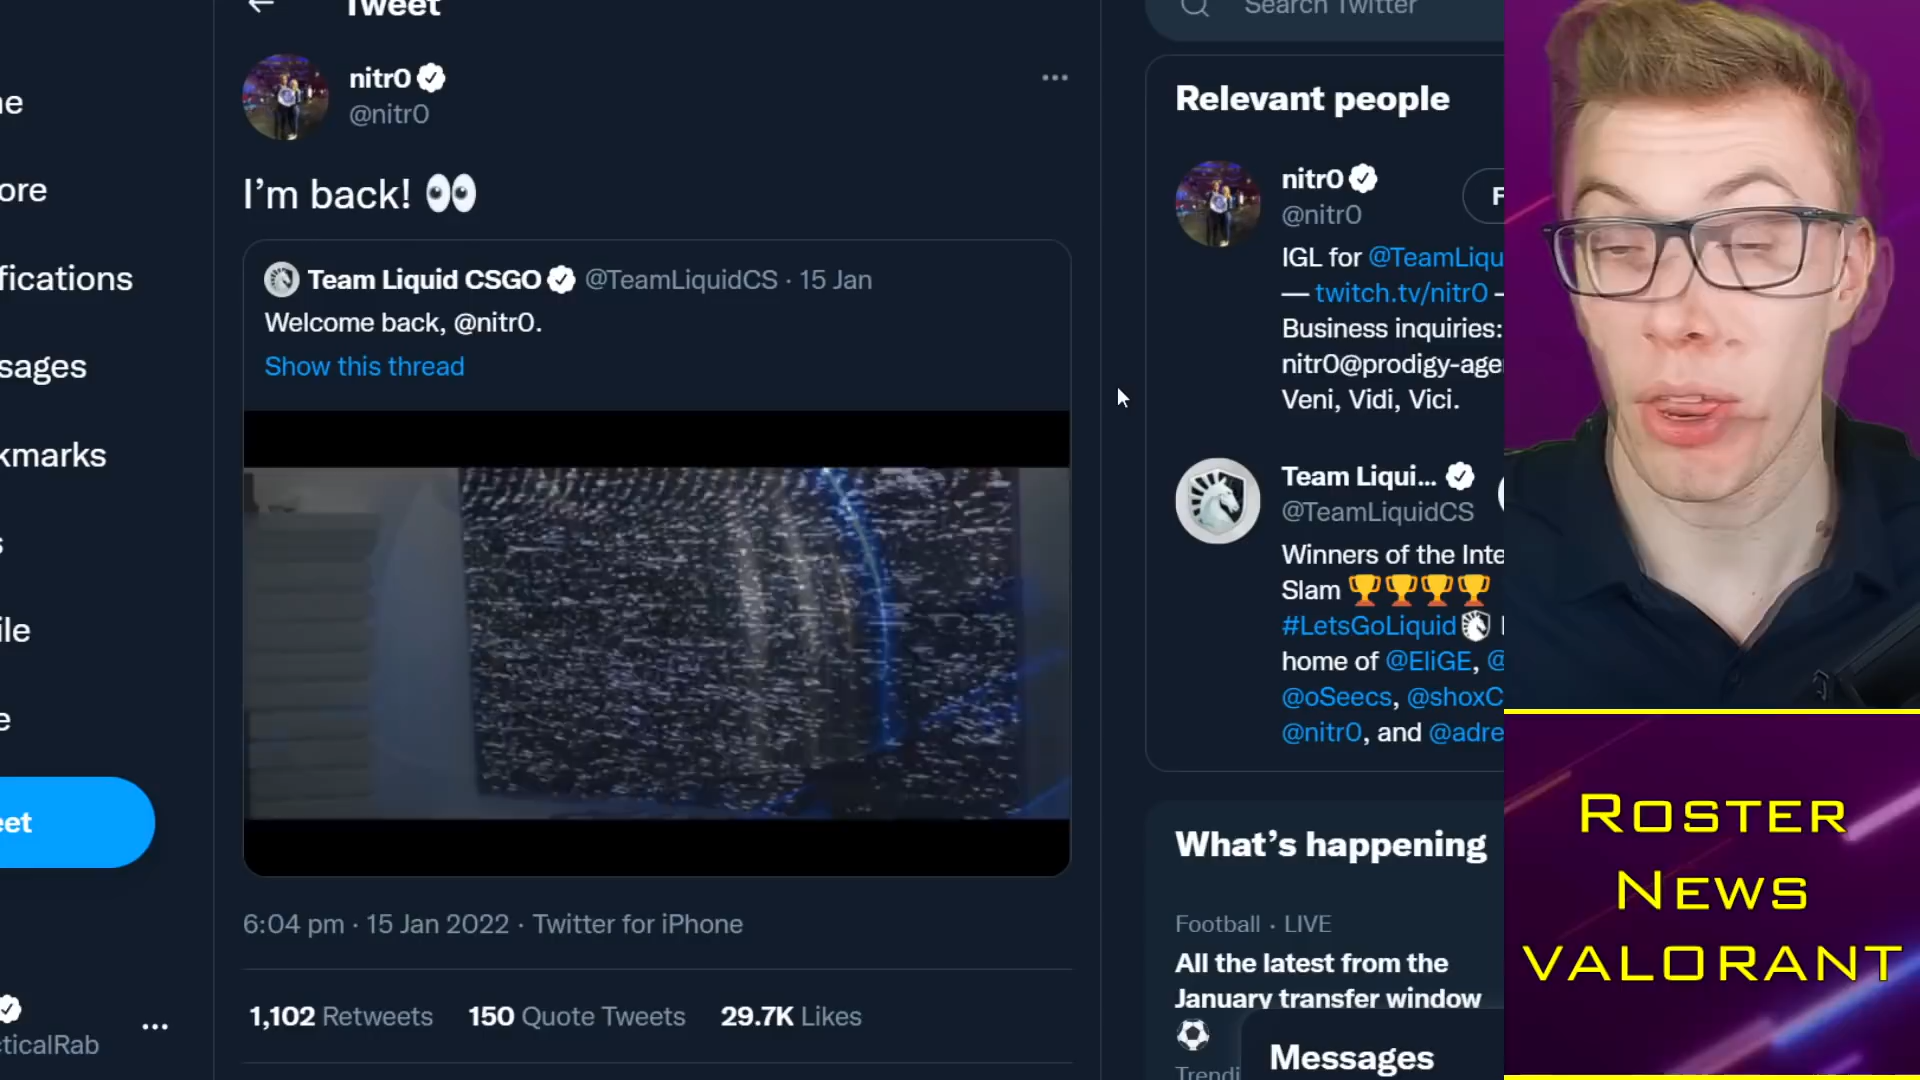 Tweet
Search Twitter
nitr0
@nitr0
I'm back! 👀
Team Liquid CSGO @TeamLiquidCS · 15 Jan
Welcome back, @nitr0.
Show this thread
6:04 pm · 15 Jan 2022 · Twitter for iPhone
1,102 Retweets 150 Quote Tweets 29.7K Likes
ne
ore
fications
sages
kmarks
s
ile
e
eet
cticalRab
Relevant people
nitr0
@nitr0
F
IGL for @TeamLiqu
— twitch.tv/nitr0 –
Business inquiries:
nitr0@prodigy-age
Veni, Vidi, Vici.
Team Liqui...
@TeamLiquidCS
Winners of the Inte
Slam 🏆🏆🏆🏆
#LetsGoLiquid
home of @EliGE, @
@oSeecs, @shoxC
@nitr0, and @adre
What's happening
Football · LIVE
All the latest from the
January transfer window
⚽
Trendi
Messages
ROSTER
NEWS
VALORANT